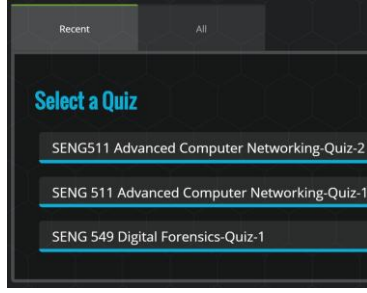 Recent
All
Select a Quiz
SENG511 Advanced Computer Networking-Quiz-2
SENG 511 Advanced Computer Networking-Quiz-1
SENG 549 Digital Forensics-Quiz-1